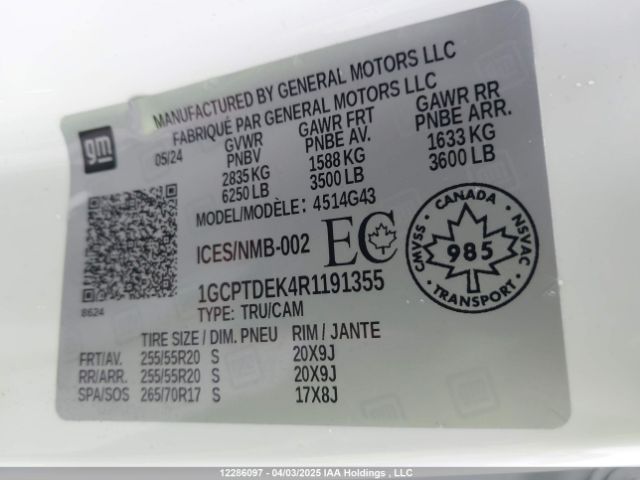 MANUFACTURED BY GENERAL MOTORS LLC
FABRIQUÉ PAR GENERAL MOTORS LLC
gm
05/24
GVWR
PNBV
2835 KG
6250 LB
GAWR FRT
PNBE AV.
1588 KG
3500 LB
GAWR RR
PNBE ARR.
1633 KG
3600 LB
MODEL/MODÈLE: 4514G43
ICES/NMB-002
EC
CANADA
CMVSS
985
NSVAC
TRANSPORT
1GCPTDEK4R1191355
8624
TYPE: TRU/CAM
TIRE SIZE / DIM. PNEU RIM / JANTE
FRT/AV. 255/55R20 S 20X9J
RR/ARR. 255/55R20 S 20X9J
SPA/SOS 265/70R17 S 17X8J
12286097 - 04/03/2025 IAA Holdings , LLC